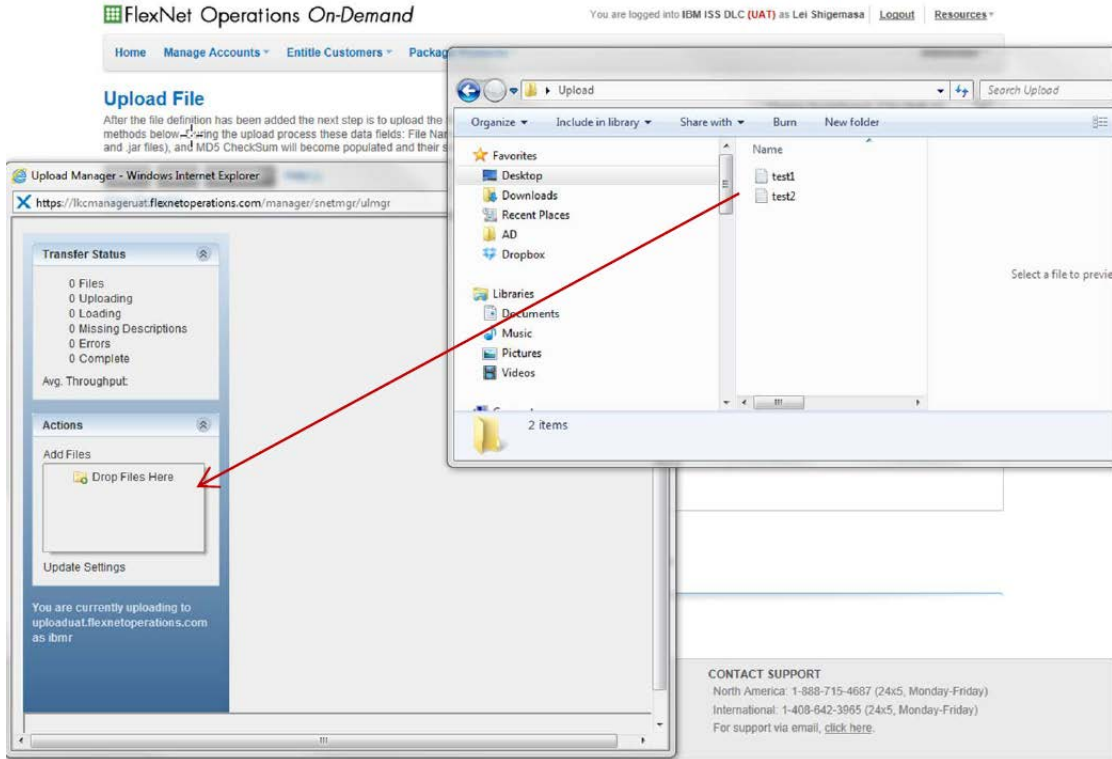 FlexNet Operations On-Demand
You are logged into IBM ISS DLC (UAT) as Lei Shigemasa Logout Resources
Home Manage Accounts Entitle Customers Packag
Upload File
After the file definition has been added the next step is to upload the
methods below. During the upload process these data fields: File Nar
and .jar files), and MD5 CheckSum will become populated and their s
Upload Manager - Windows Internet Explorer
https://lkcmanageruat.flexnetoperations.com/manager/snetmgr/ulmgr
Transfer Status
0 Files
0 Uploading
0 Loading
0 Missing Descriptions
0 Errors
0 Complete
Avg. Throughput:
Actions
Add Files
Drop Files Here
Update Settings
You are currently uploading to
uploaduat.flexnetoperations.com
as ibmr
Upload
Search Upload
Organize Include in library Share with Burn New folder
Favorites
Desktop
Downloads
Recent Places
AD
Dropbox
Libraries
Documents
Music
Pictures
Videos
Name
test1
test2
Select a file to previe
2 items
CONTACT SUPPORT
North America: 1-888-715-4687 (24x5, Monday-Friday)
International: 1-408-642-3965 (24x5, Monday-Friday)
For support via email, click here.